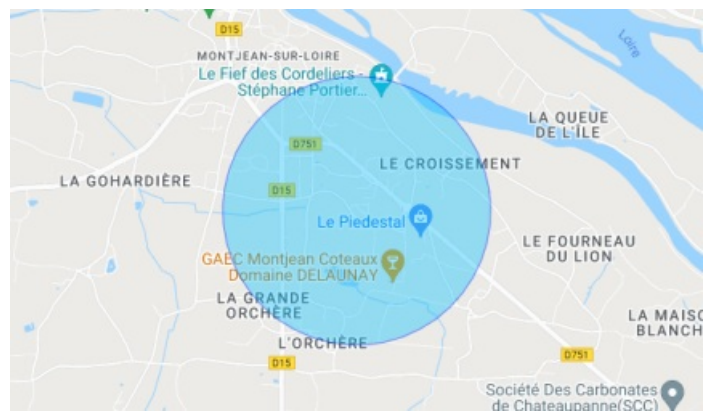 D15
MONTJEAN-SUR-LOIRE
Le Fief des Cordeliers -
Stéphane Portier...
Loire
LA QUEUE
DE L'ÎLE
D751
LE CROISSEMENT
LA GOHARDIÈRE
D15
Le Piedestal
LE FOURNEAU
DU LION
GAEC Montjean Coteaux
Domaine DELAUNAY
LA GRANDE
ORCHÈRE
LA MAISO
BLANCH
L'ORCHÈRE
D15
D751
Société Des Carbonates
de Chateaupanne(SCC)